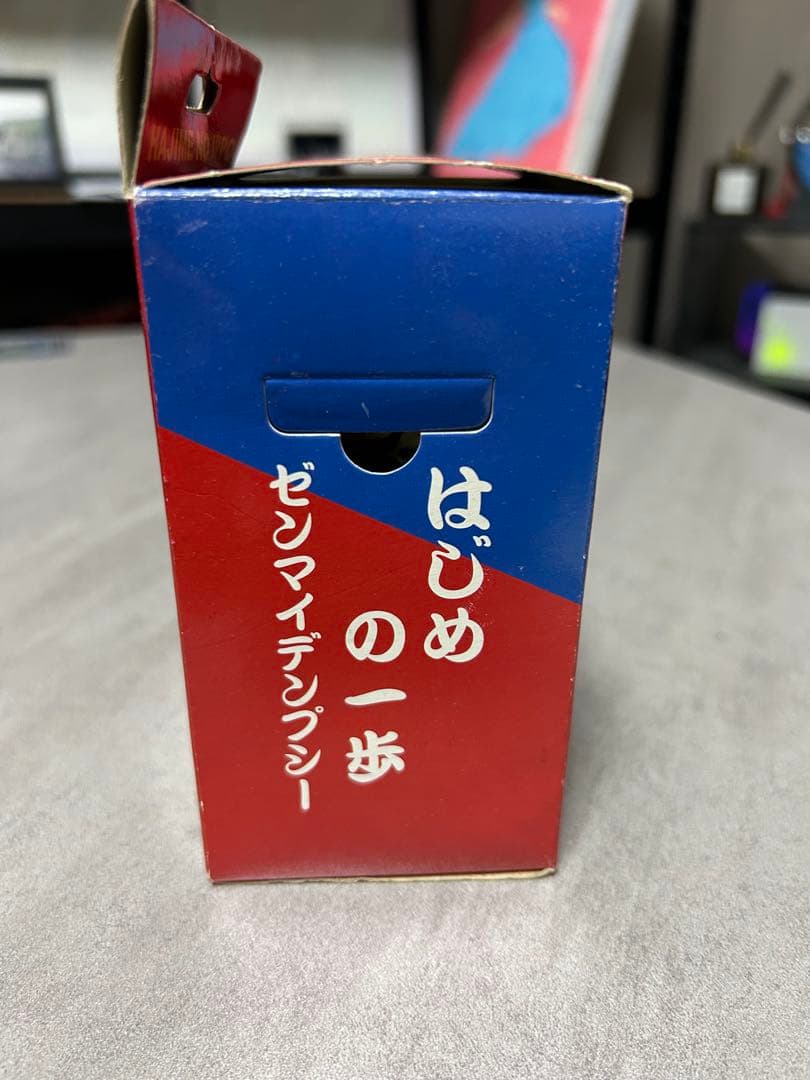 はじめ
の一歩
ゼンマイデンプシー